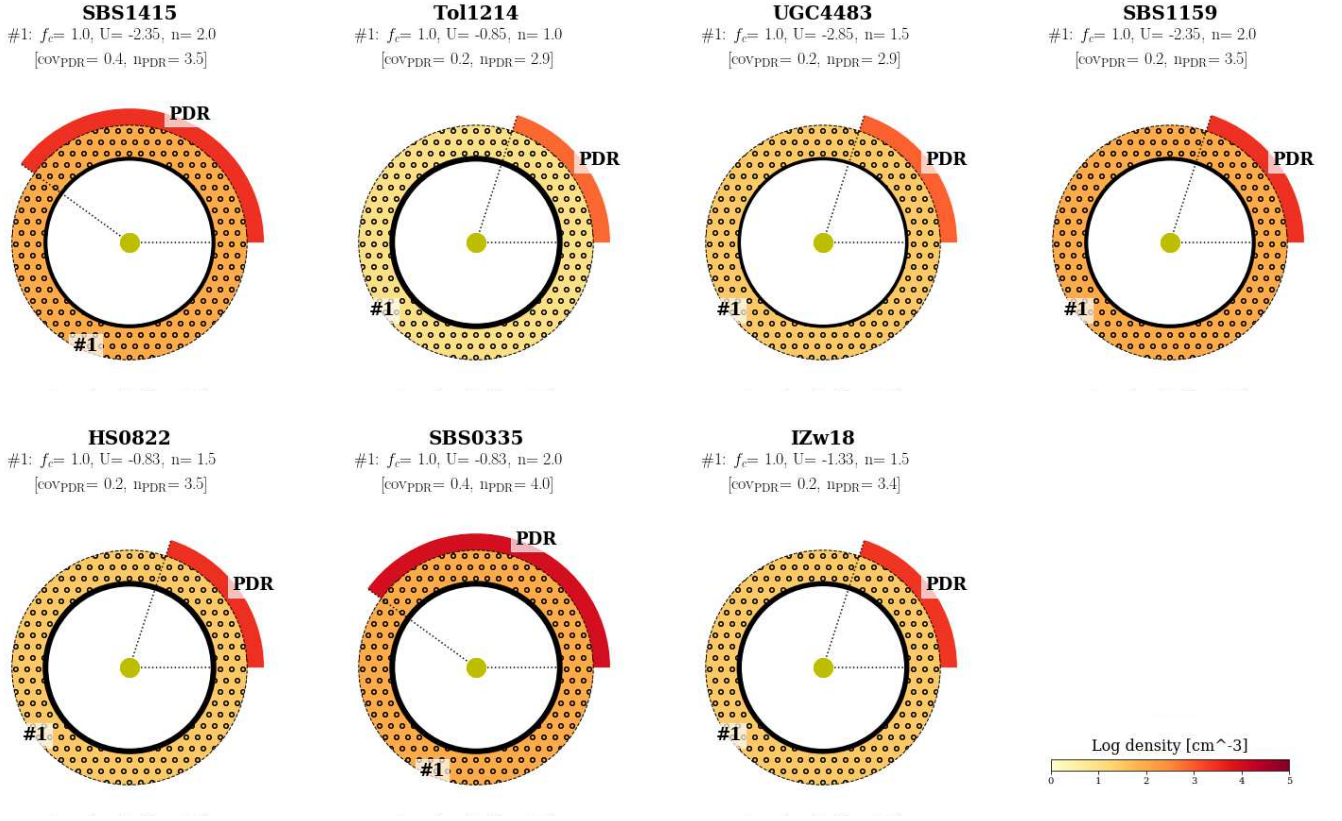 SBS1415
#1: f_c= 1.0, U= -2.35, n= 2.0
[cov_PDR= 0.4, n_PDR= 3.5]
PDR
#1
Tol1214
#1: f_c= 1.0, U= -0.85, n= 1.0
[cov_PDR= 0.2, n_PDR= 2.9]
PDR
#1
UGC4483
#1: f_c= 1.0, U= -2.85, n= 1.5
[cov_PDR= 0.2, n_PDR= 2.9]
PDR
#1
SBS1159
#1: f_c= 1.0, U= -2.35, n= 2.0
[cov_PDR= 0.2, n_PDR= 3.5]
PDR
#1
HS0822
#1: f_c= 1.0, U= -0.83, n= 1.5
[cov_PDR= 0.2, n_PDR= 3.5]
PDR
#1
SBS0335
#1: f_c= 1.0, U= -0.83, n= 2.0
[cov_PDR= 0.4, n_PDR= 4.0]
PDR
#1
IZw18
#1: f_c= 1.0, U= -1.33, n= 1.5
[cov_PDR= 0.2, n_PDR= 3.4]
PDR
#1
Log density [cm^-3]
0 1 2 3 4 5